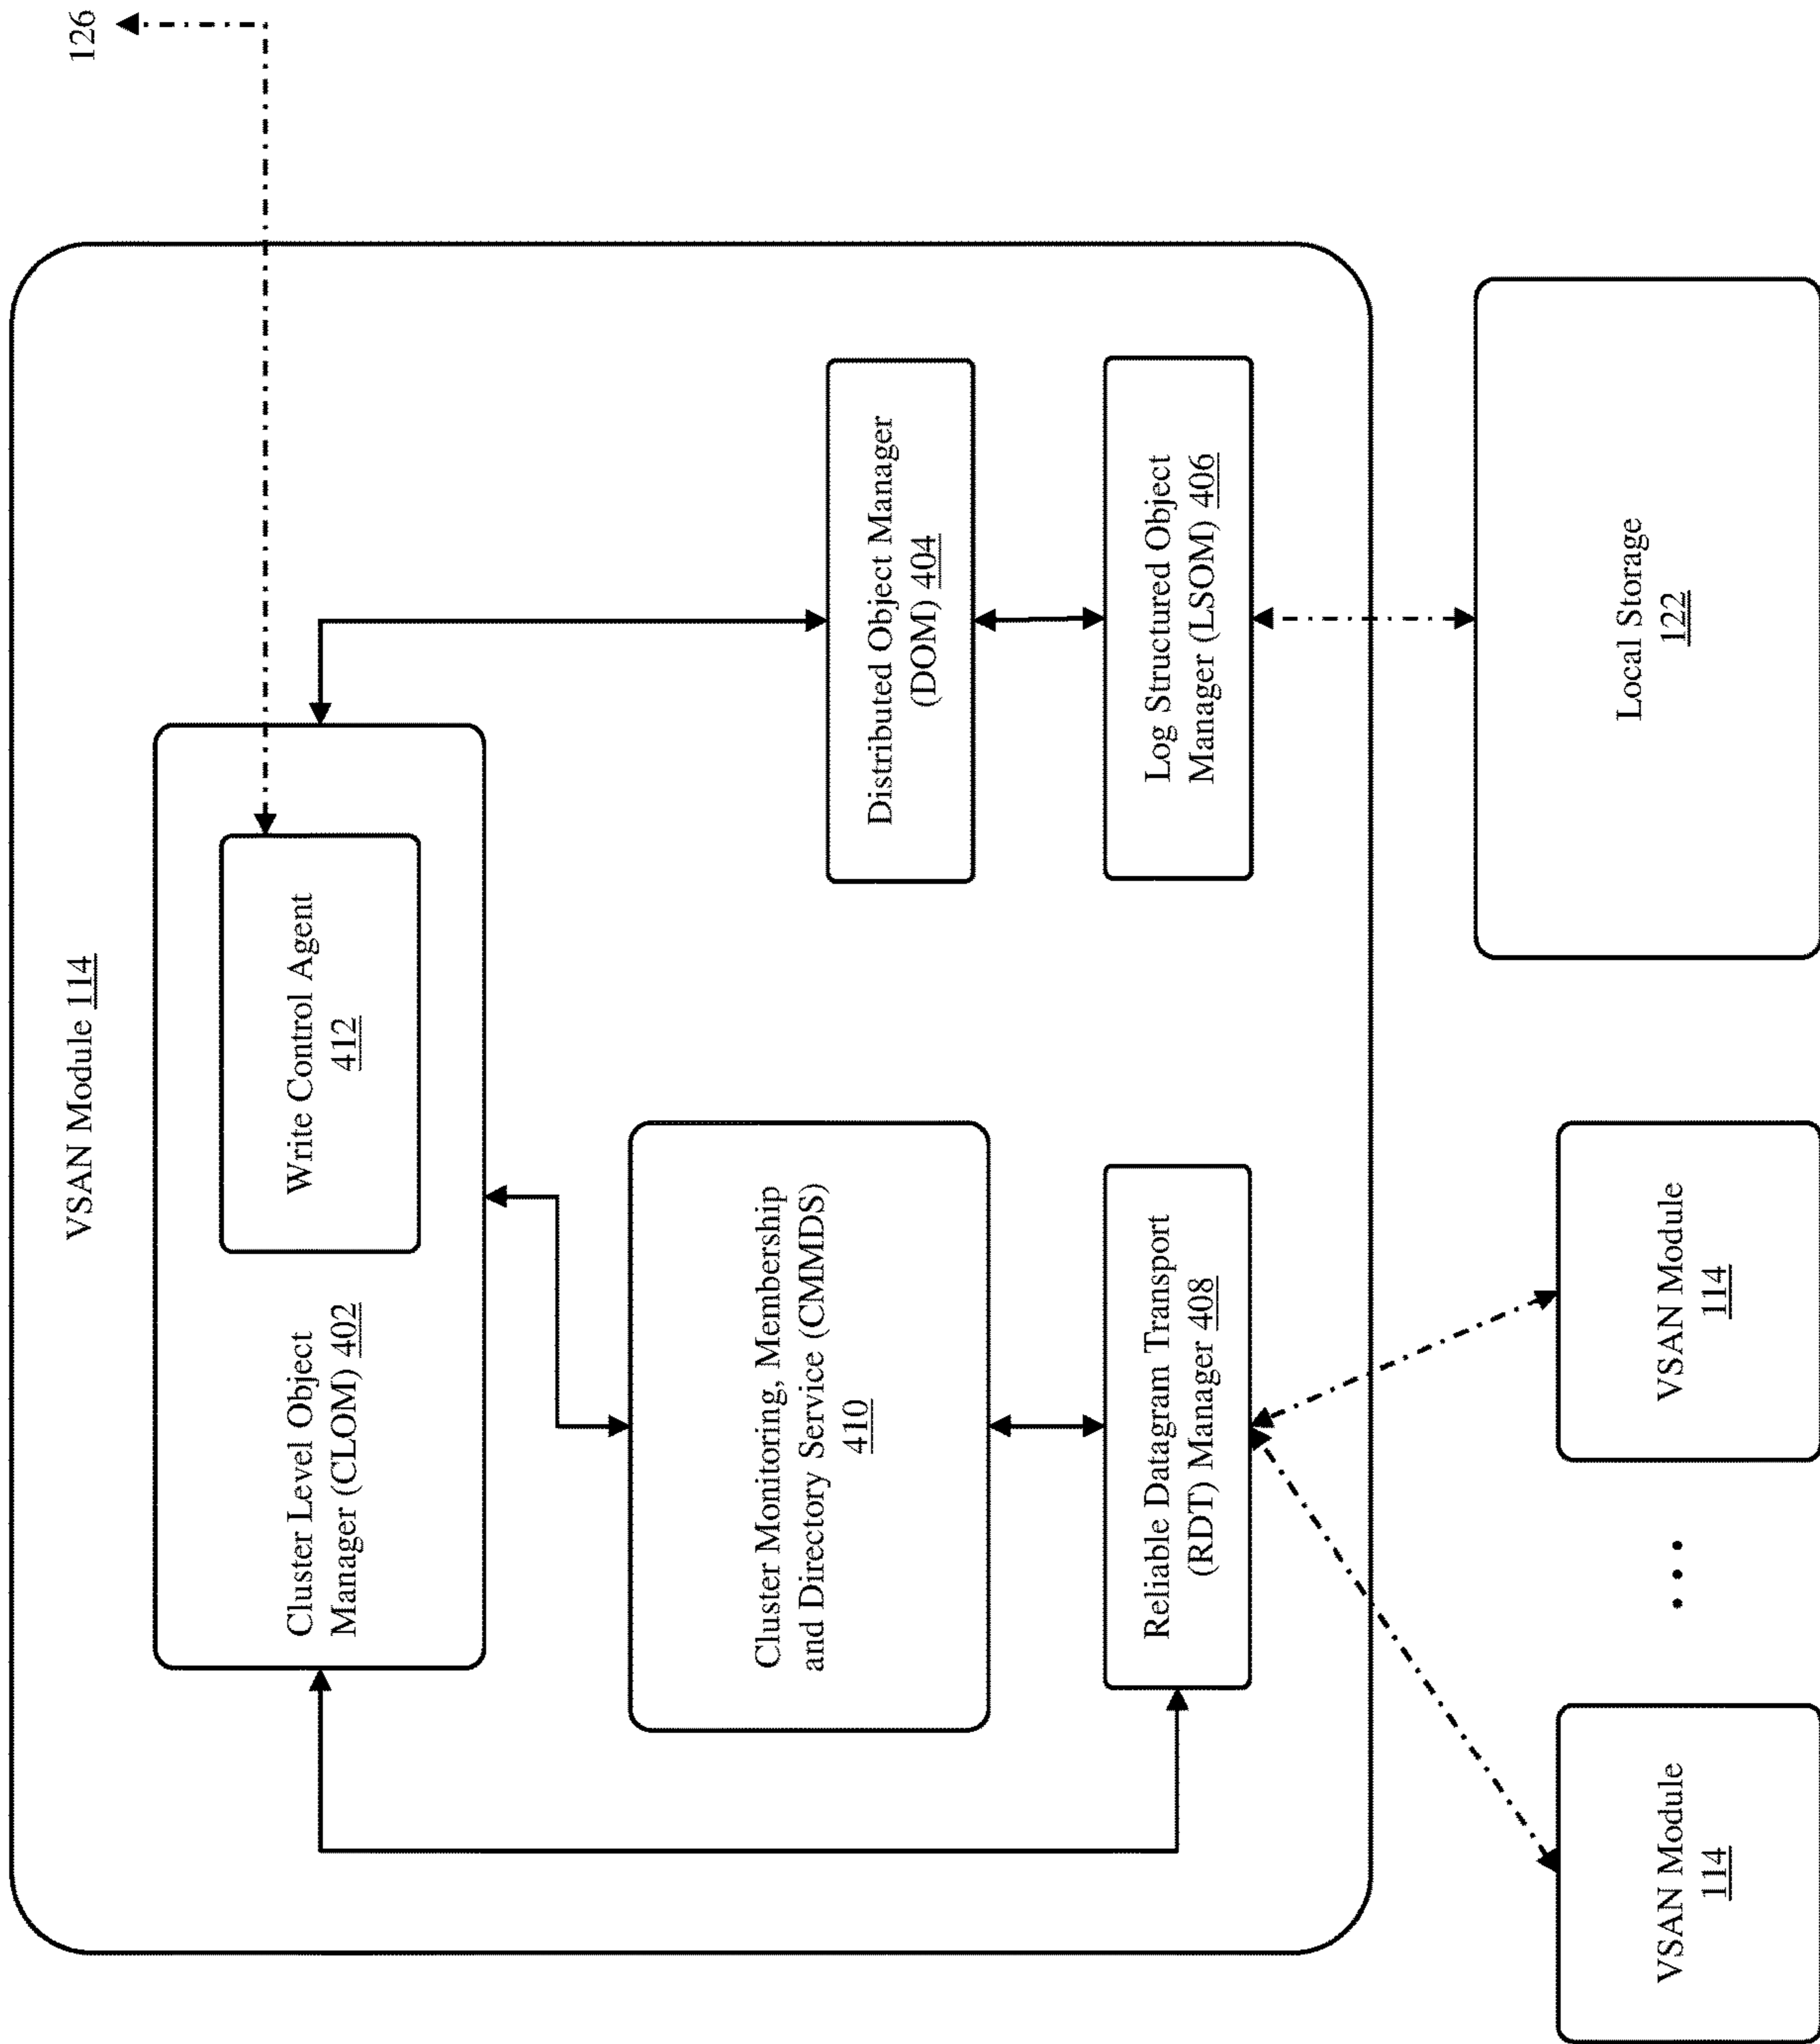 126
VSAN Module 114
Cluster Level Object
Manager (CLOM) 402
Write Control Agent
412
Cluster Monitoring, Membership
and Directory Service (CMMDS)
410
Distributed Object Manager
(DOM) 404
Reliable Datagram Transport
(RDT) Manager 408
Log Structured Object
Manager (LSOM) 406
VSAN Module
114
...
VSAN Module
114
Local Storage
122